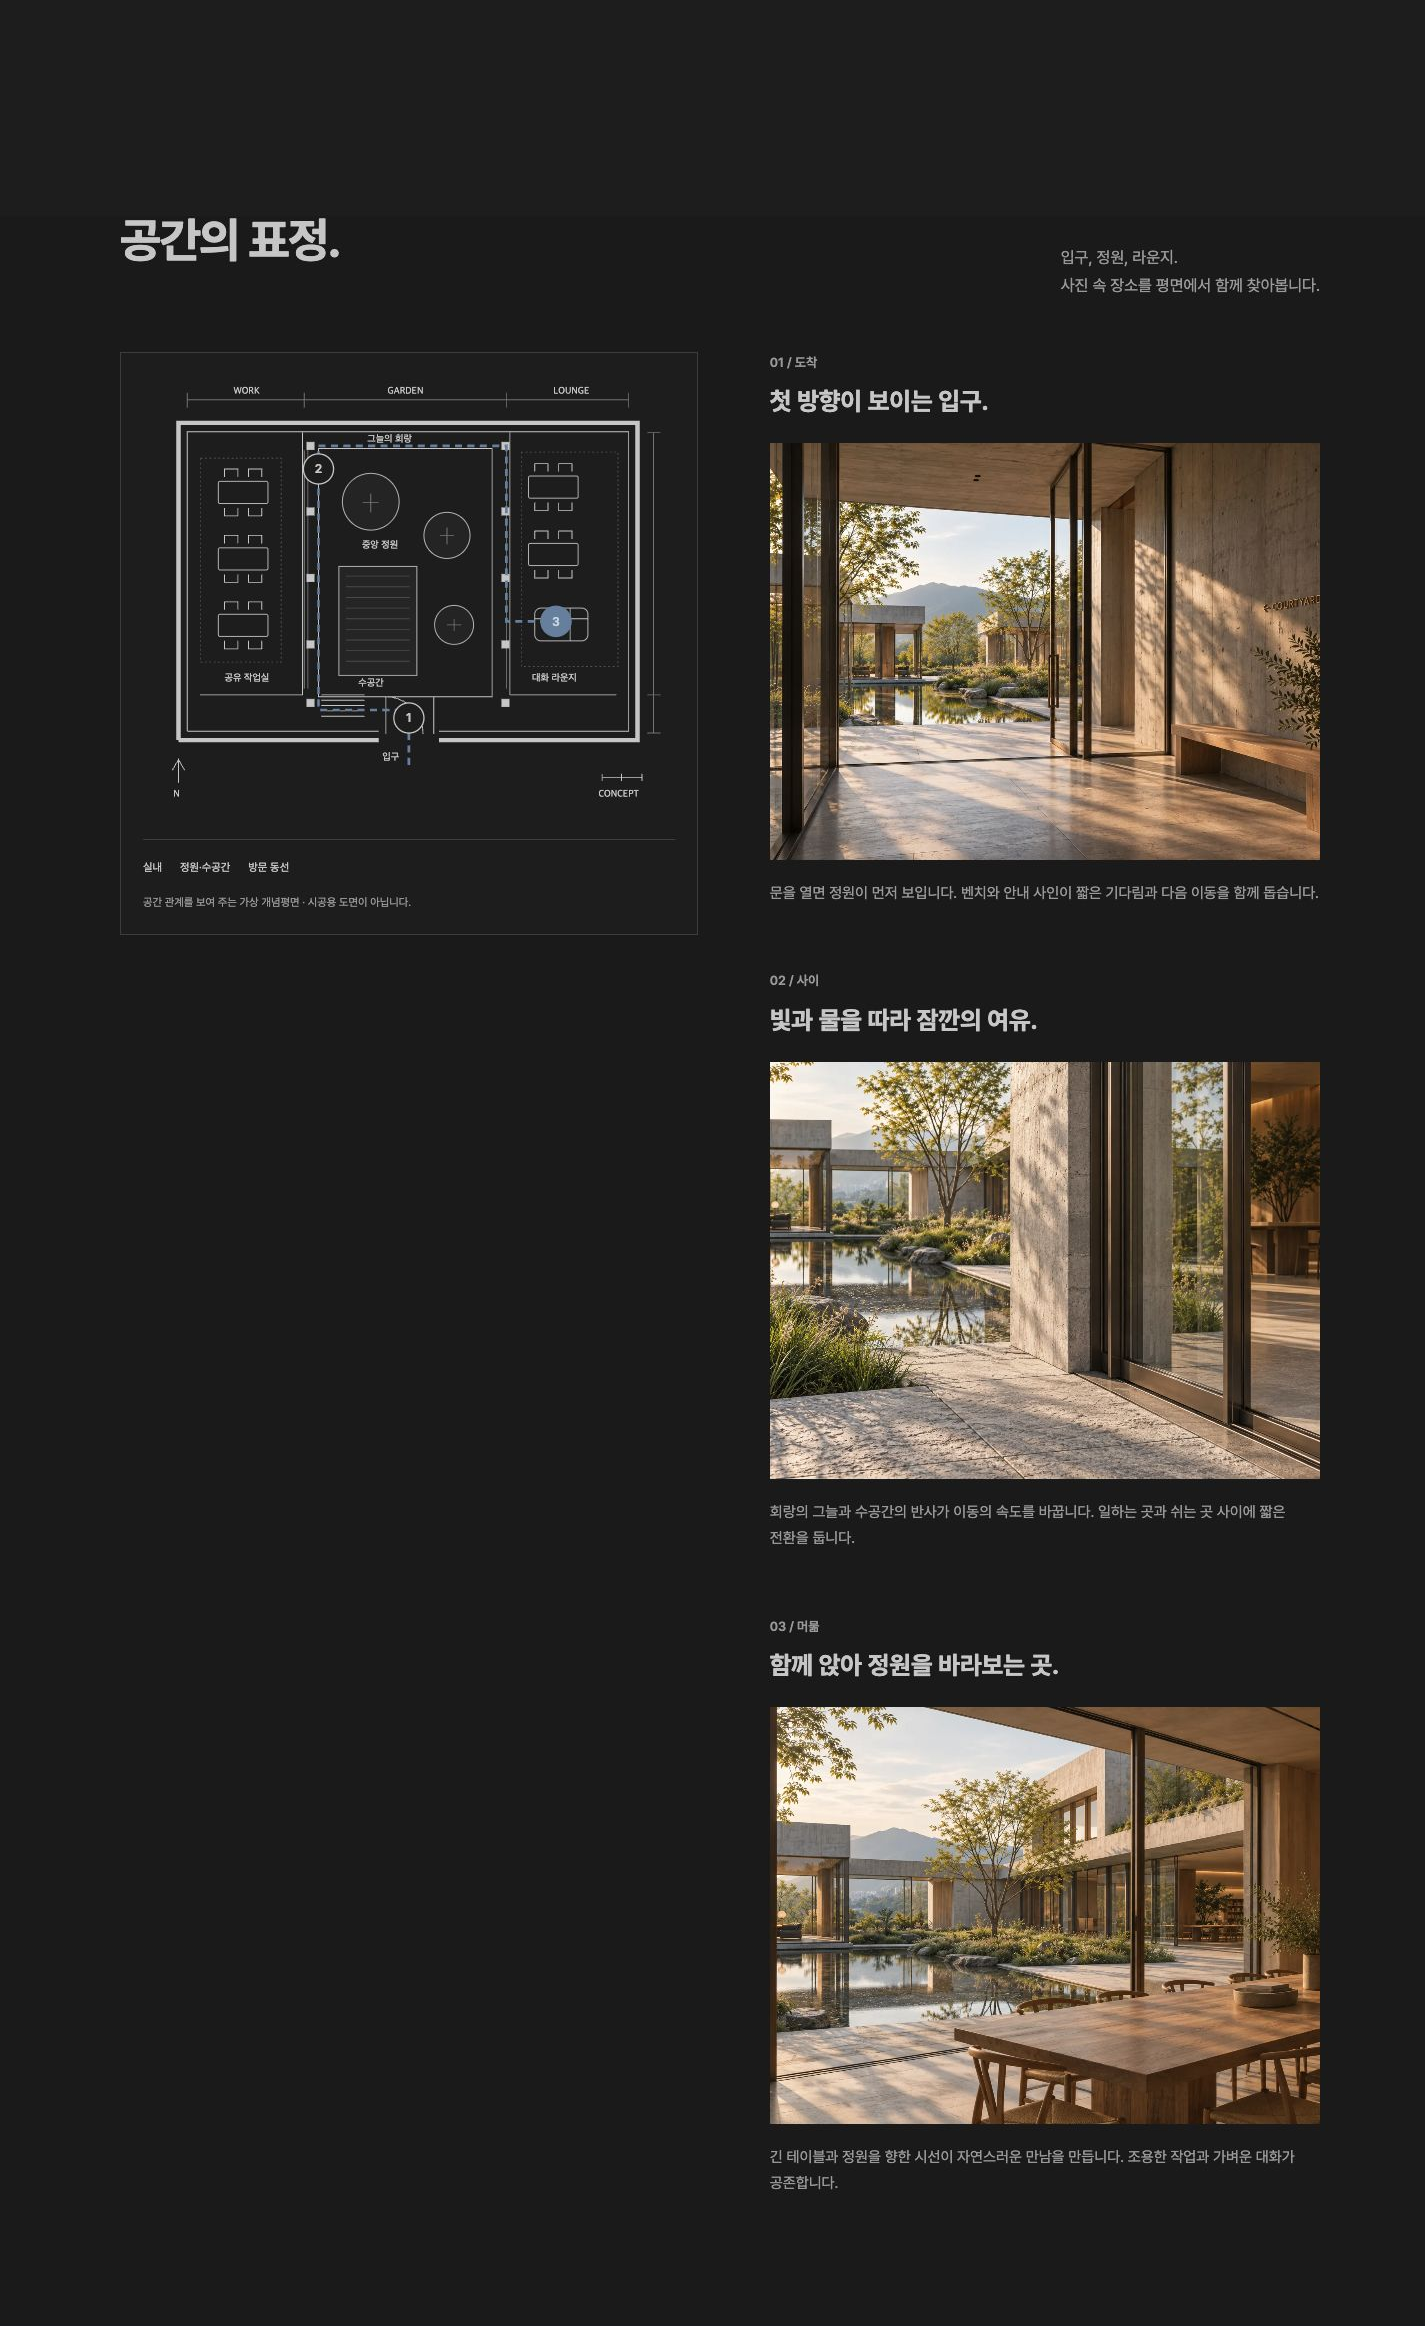 공간의 표정.
입구, 정원, 라운지.
사진 속 장소를 평면에서 함께 찾아봅니다.
WORK
GARDEN
LOUNGE
그늘의 회랑
2
중앙 정원
3
공유 작업실
수공간
대화 라운지
1
입구
N
CONCEPT
실내 정원·수공간 방문 동선
공간 관계를 보여 주는 가상 개념평면 · 시공용 도면이 아닙니다.
01 / 도착
첫 방향이 보이는 입구.
← COURTYARD
문을 열면 정원이 먼저 보입니다. 벤치와 안내 사인이 짧은 기다림과 다음 이동을 함께 돕습니다.
02 / 사이
빛과 물을 따라 잠깐의 여유.
회랑의 그늘과 수공간의 반사가 이동의 속도를 바꿉니다. 일하는 곳과 쉬는 곳 사이에 짧은
전환을 둡니다.
03 / 머묾
함께 앉아 정원을 바라보는 곳.
긴 테이블과 정원을 향한 시선이 자연스러운 만남을 만듭니다. 조용한 작업과 가벼운 대화가
공존합니다.